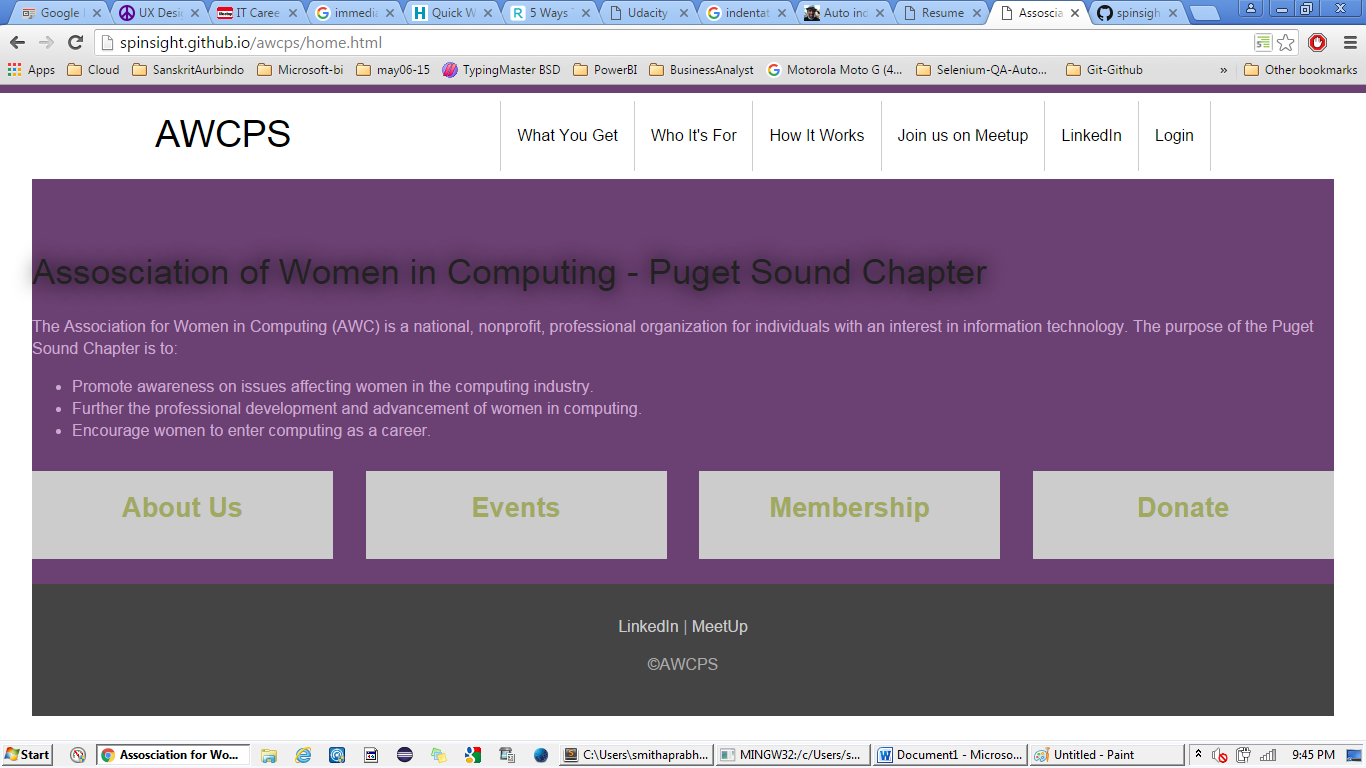 Google
UX Desi
IT Caree
immedia
Quick W
5 Ways
Udacity
indentat
Auto inc
Resume
Assoscia
spinsigh
spinsight.github.io/awcps/home.html
Apps Cloud SanskritAurbindo Microsoft-bi may06-15 TypingMaster BSD PowerBI BusinessAnalyst Motorola Moto G (4... Selenium-QA-Auto... Git-Github » Other bookmarks
AWCPS What You Get Who It's For How It Works Join us on Meetup LinkedIn Login
Assosciation of Women in Computing - Puget Sound Chapter
The Association for Women in Computing (AWC) is a national, nonprofit, professional organization for individuals with an interest in information technology. The purpose of the Puget
Sound Chapter is to:
• Promote awareness on issues affecting women in the computing industry.
• Further the professional development and advancement of women in computing.
• Encourage women to enter computing as a career.
About Us Events Membership Donate
LinkedIn | MeetUp
©AWCPS
Start Assosciation for Wo... C:\Users\smithaprabh... MINGW32:/c/Users/s... Document1 - Microso... Untitled - Paint 9:45 PM